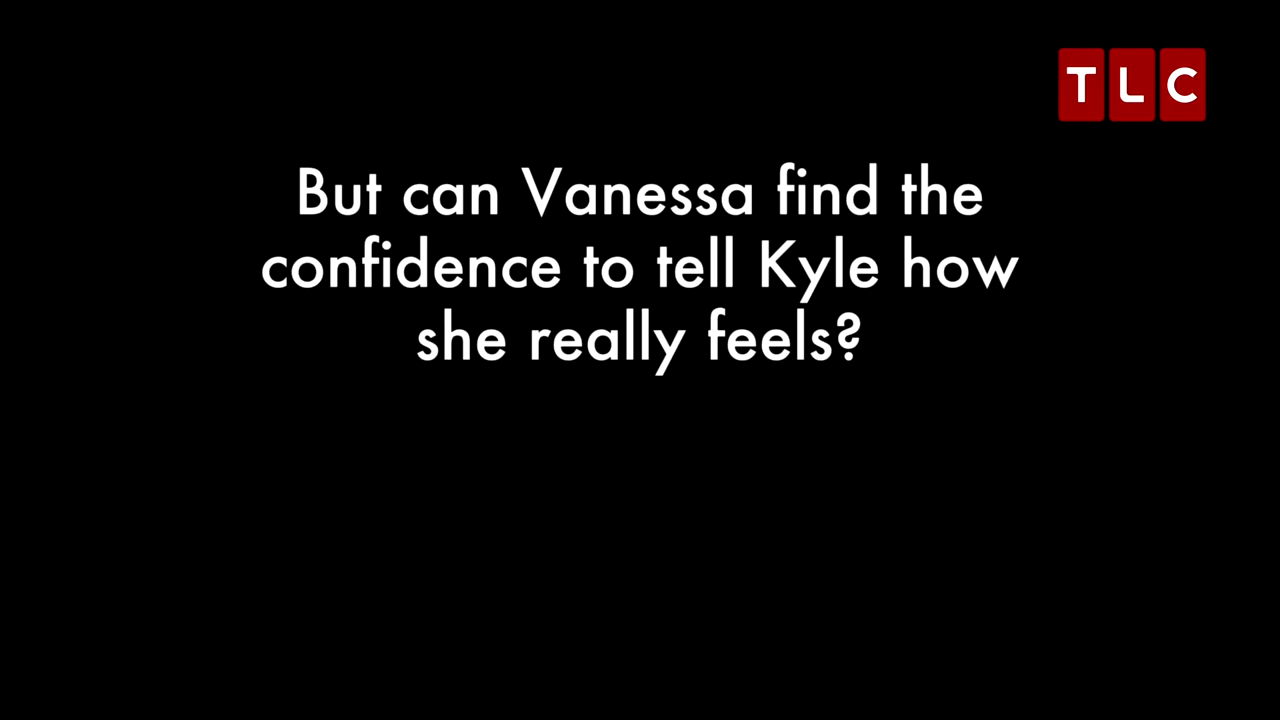 TLC
But can Vanessa find the
confidence to tell Kyle how
she really feels?